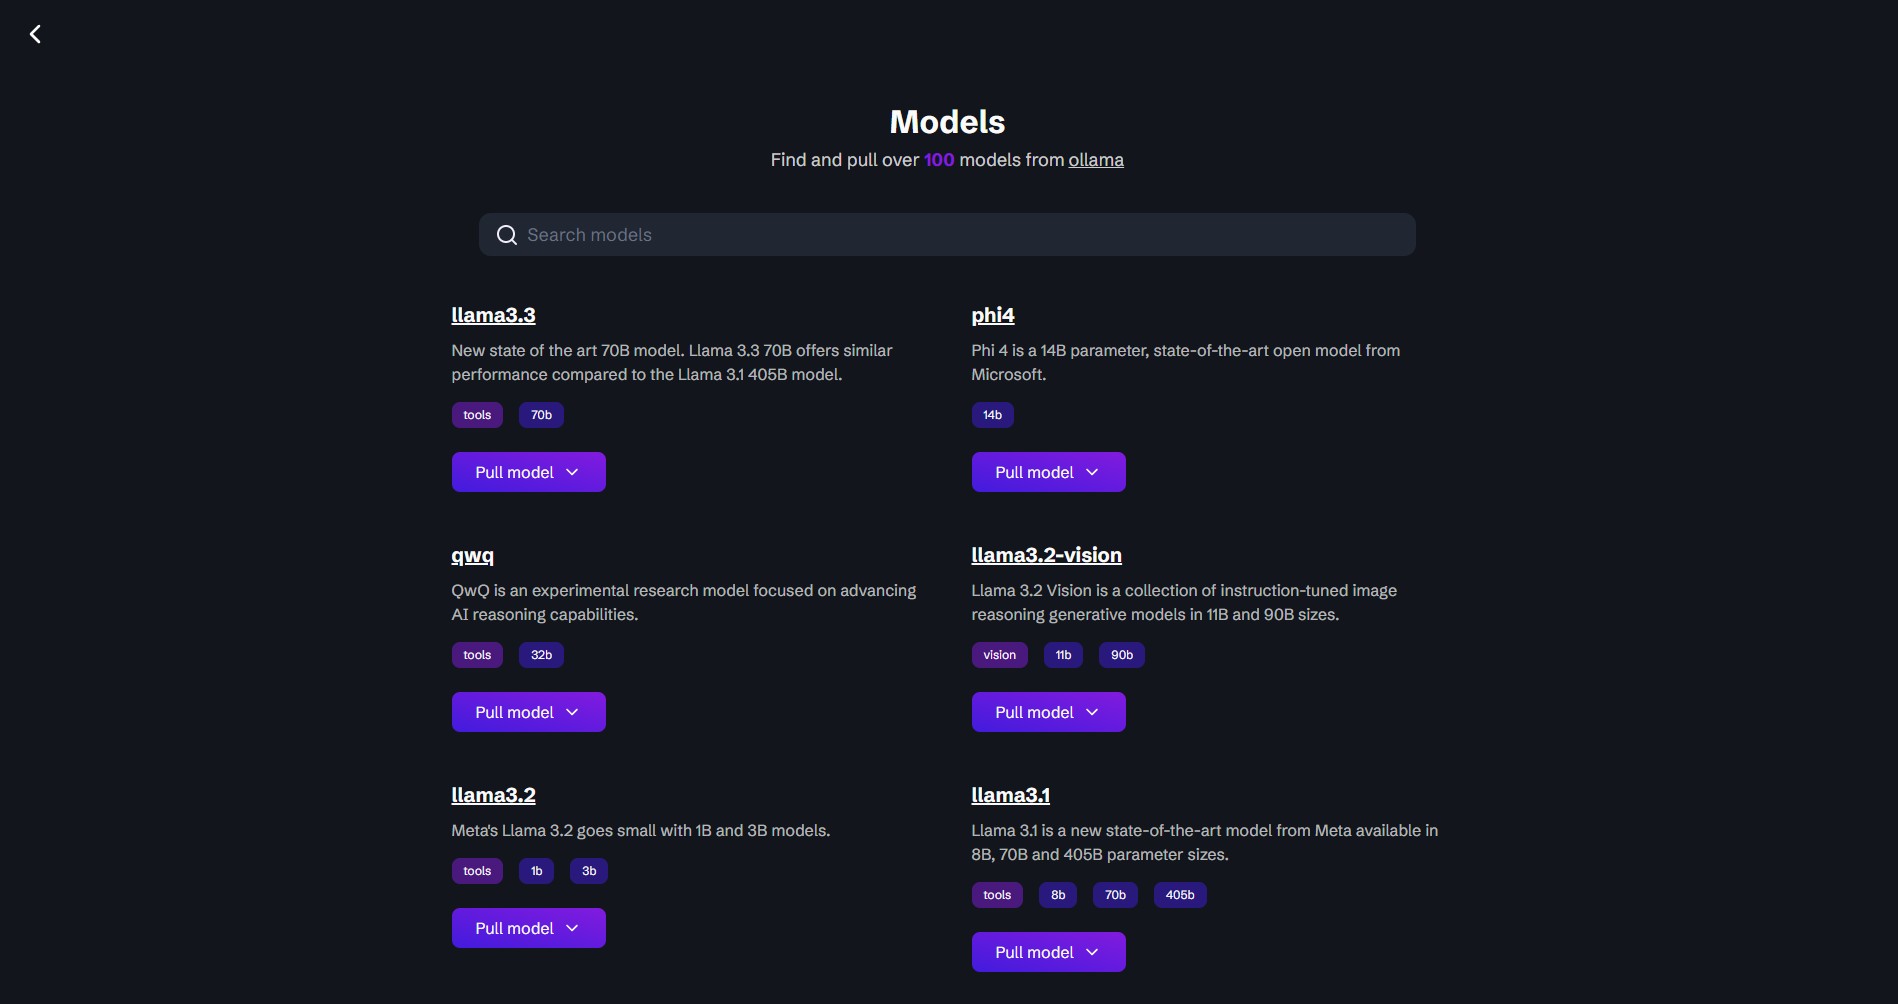 Models
Find and pull over 100 models from ollama
Search models
llama3.3
New state of the art 70B model. Llama 3.3 70B offers similar
performance compared to the Llama 3.1 405B model.
tools 70b
Pull model
phi4
Phi 4 is a 14B parameter, state-of-the-art open model from
Microsoft.
14b
Pull model
qwq
QwQ is an experimental research model focused on advancing
AI reasoning capabilities.
tools 32b
Pull model
llama3.2-vision
Llama 3.2 Vision is a collection of instruction-tuned image
reasoning generative models in 11B and 90B sizes.
vision 11b 90b
Pull model
llama3.2
Meta's Llama 3.2 goes small with 1B and 3B models.
tools 1b 3b
Pull model
llama3.1
Llama 3.1 is a new state-of-the-art model from Meta available in
8B, 70B and 405B parameter sizes.
tools 8b 70b 405b
Pull model